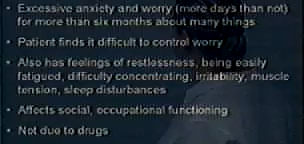 • Excessive anxiety and worry (more days than not)
for more than six months about many things
• Patient finds it difficult to control worry
• Also has feelings of restlessness, being easily
fatigued, difficulty concentrating, irritability, muscle
tension, sleep disturbances
• Affects social, occupational functioning
• Not due to drugs